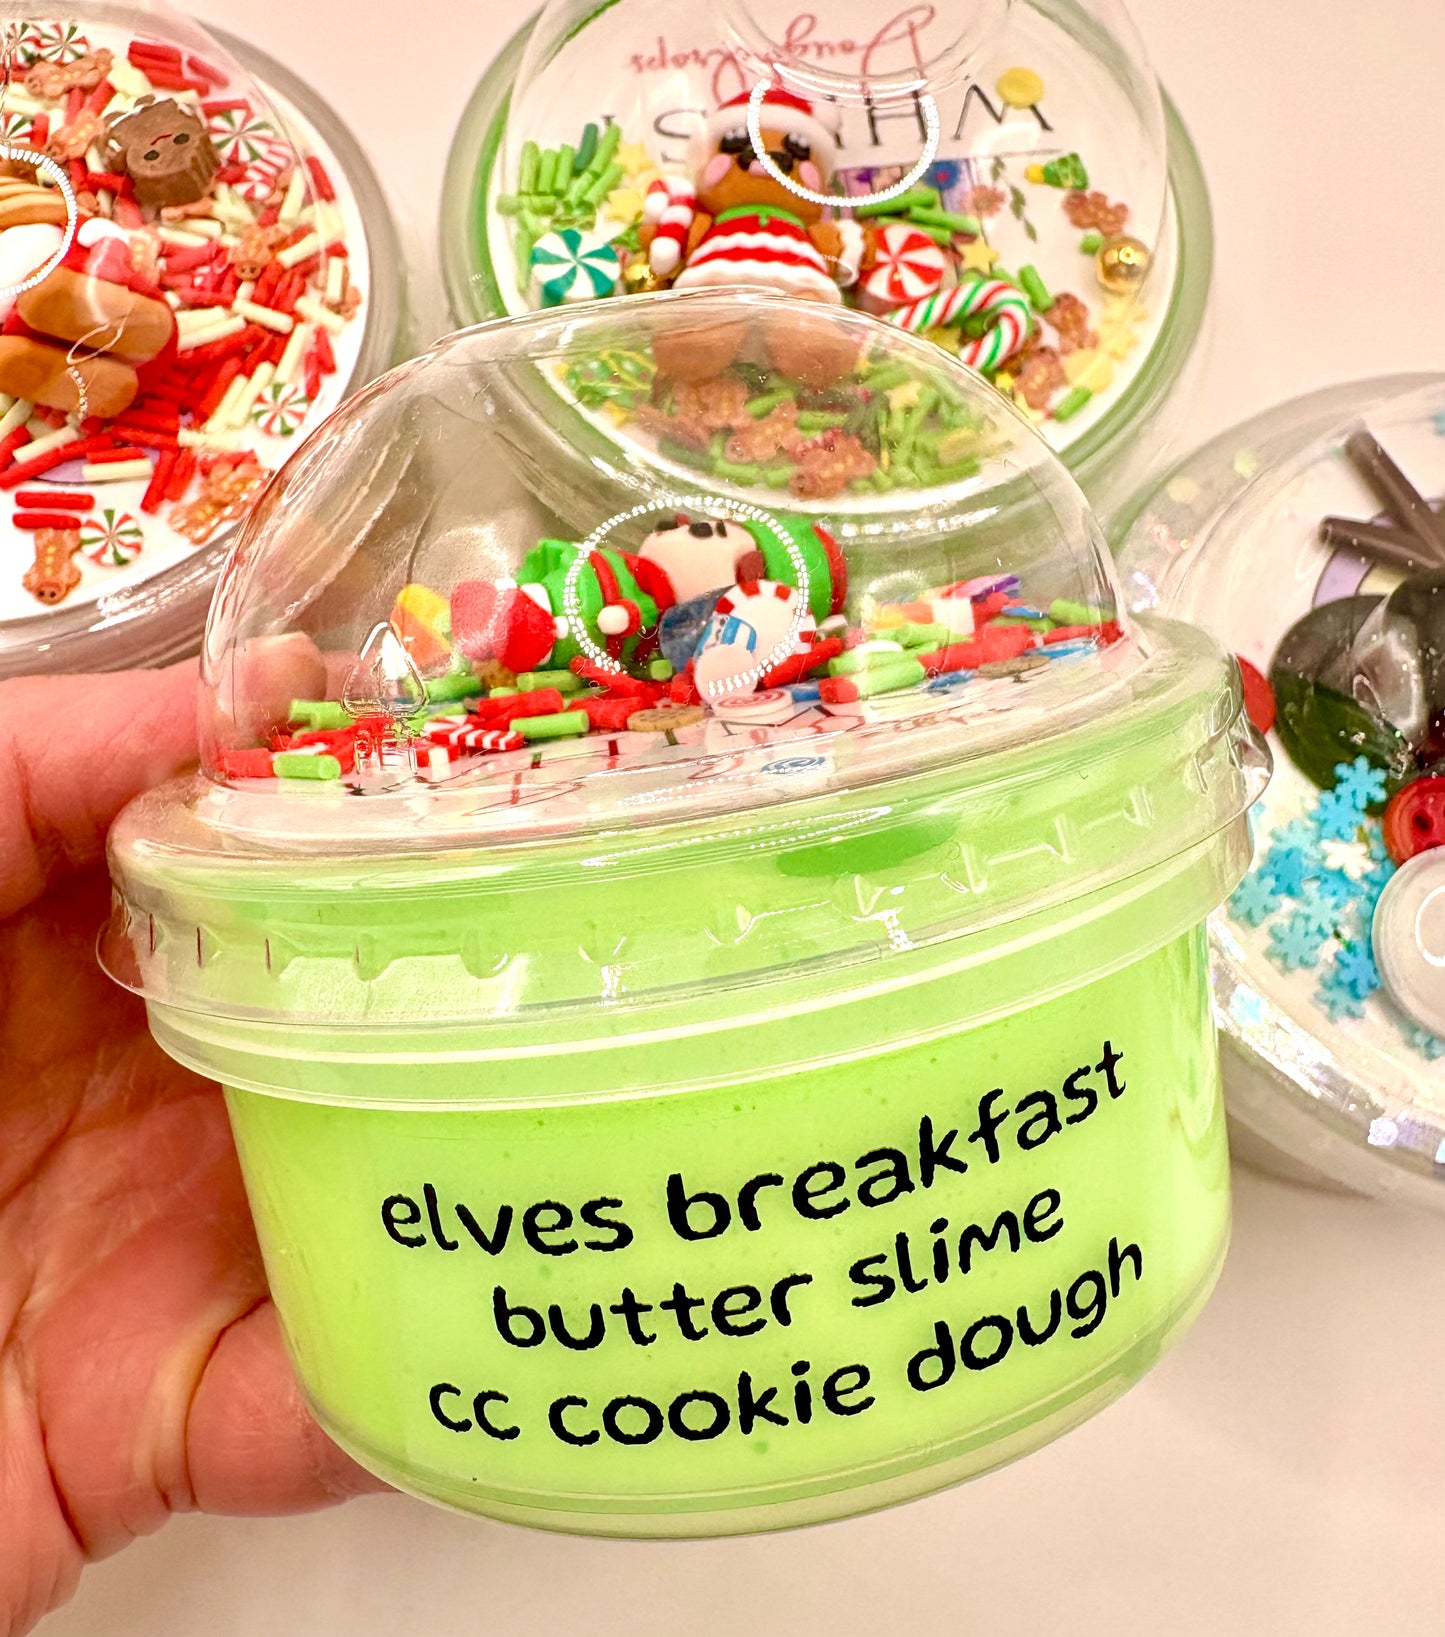 elves breakfast
butter slime
cc cookie dough